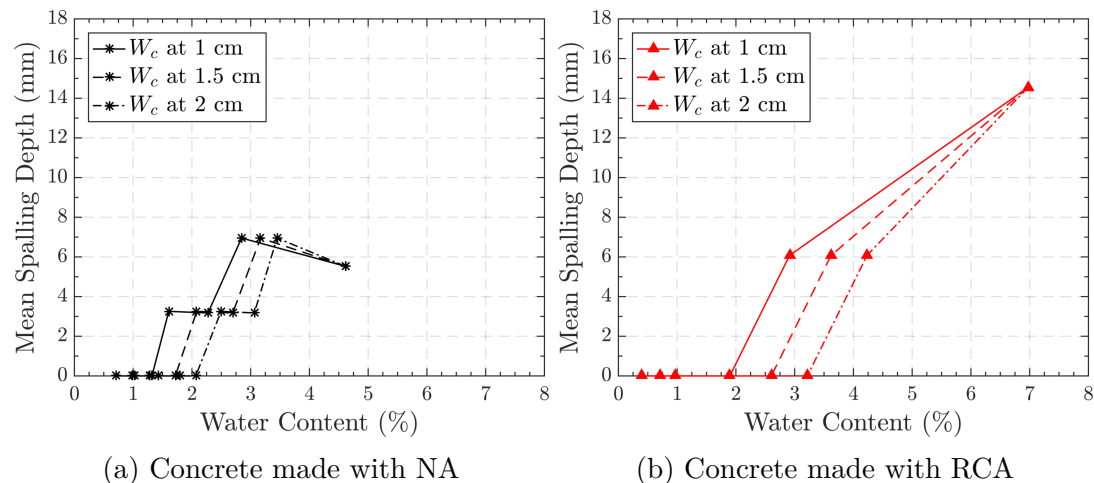 18
16
14
12
10
8
6
4
2
0
Mean Spalling Depth (mm)
W_c at 1 cm
W_c at 1.5 cm
W_c at 2 cm
0 1 2 3 4 5 6 7 8
Water Content (%)
(a) Concrete made with NA
18
16
14
12
10
8
6
4
2
0
Mean Spalling Depth (mm)
W_c at 1 cm
W_c at 1.5 cm
W_c at 2 cm
0 1 2 3 4 5 6 7 8
Water Content (%)
(b) Concrete made with RCA